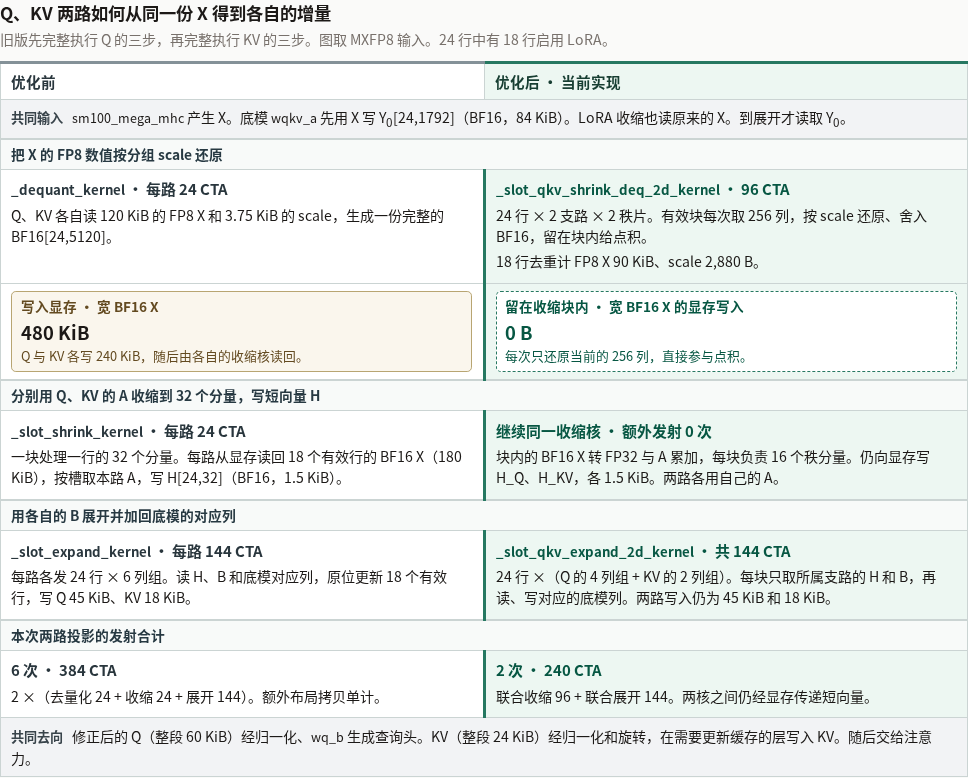 Q、KV 两路如何从同一份 X 得到各自的增量
旧版先完整执行 Q 的三步，再完整执行 KV 的三步。图取 MXFP8 输入。24 行中有 18 行启用 LoRA。
优化前
优化后 · 当前实现
共同输入 sm100_mega_mhc 产生 X。底模 wqkv_a 先用 X 写 Y0[24,1792]（BF16，84 KiB）。LoRA 收缩也读原来的 X。到展开才读取 Y0。
把 X 的 FP8 数值按分组 scale 还原
_dequant_kernel · 每路 24 CTA
Q、KV 各自读 120 KiB 的 FP8 X 和 3.75 KiB 的 scale，生成一份完整的
BF16[24,5120]。
_slot_qkv_shrink_deq_2d_kernel · 96 CTA
24 行 × 2 支路 × 2 秩片。有效块每次取 256 列，按 scale 还原、舍入
BF16，留在块内给点积。
18 行去重计 FP8 X 90 KiB、scale 2,880 B。
写入显存 · 宽 BF16 X
480 KiB
Q 与 KV 各写 240 KiB，随后由各自的收缩核读回。
留在收缩块内 · 宽 BF16 X 的显存写入
0 B
每次只还原当前的 256 列，直接参与点积。
分别用 Q、KV 的 A 收缩到 32 个分量，写短向量 H
_slot_shrink_kernel · 每路 24 CTA
一块处理一行的 32 个分量。每路从显存读回 18 个有效行的 BF16 X（180
KiB），按槽取本路 A，写 H[24,32]（BF16，1.5 KiB）。
继续同一收缩核 · 额外发射 0 次
块内的 BF16 X 转 FP32 与 A 累加，每块负责 16 个秩分量。仍向显存写
H_Q、H_KV，各 1.5 KiB。两路各用自己的 A。
用各自的 B 展开并加回底模的对应列
_slot_expand_kernel · 每路 144 CTA
每路各发 24 行 × 6 列组。读 H、B 和底模对应列，原位更新 18 个有效
行，写 Q 45 KiB、KV 18 KiB。
_slot_qkv_expand_2d_kernel · 共 144 CTA
24 行 ×（Q 的 4 列组 + KV 的 2 列组）。每块只取所属支路的 H 和 B，再
读、写对应的底模列。两路写入仍为 45 KiB 和 18 KiB。
本次两路投影的发射合计
6 次 · 384 CTA
2 ×（去量化 24 + 收缩 24 + 展开 144）。额外布局拷贝单计。
2 次 · 240 CTA
联合收缩 96 + 联合展开 144。两核之间仍经显存传递短向量。
共同去向 修正后的 Q（整段 60 KiB）经归一化、wq_b 生成查询头。KV（整段 24 KiB）经归一化和旋转，在需要更新缓存的层写入 KV。随后交给注意
力。